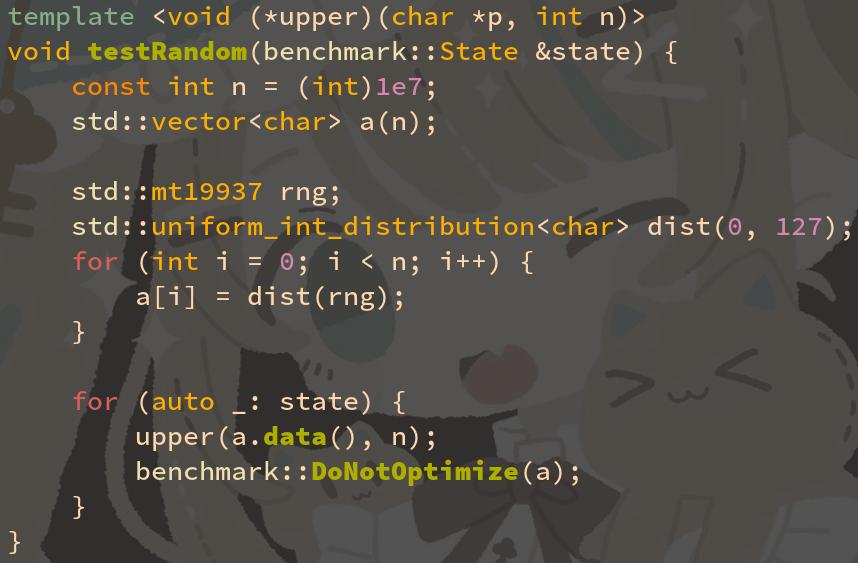 template <void (*upper)(char *p, int n)>
void testRandom(benchmark::State &state) {
    const int n = (int)1e7;
    std::vector<char> a(n);

    std::mt19937 rng;
    std::uniform_int_distribution<char> dist(0, 127);
    for (int i = 0; i < n; i++) {
        a[i] = dist(rng);
    }

    for (auto _: state) {
        upper(a.data(), n);
        benchmark::DoNotOptimize(a);
    }
}